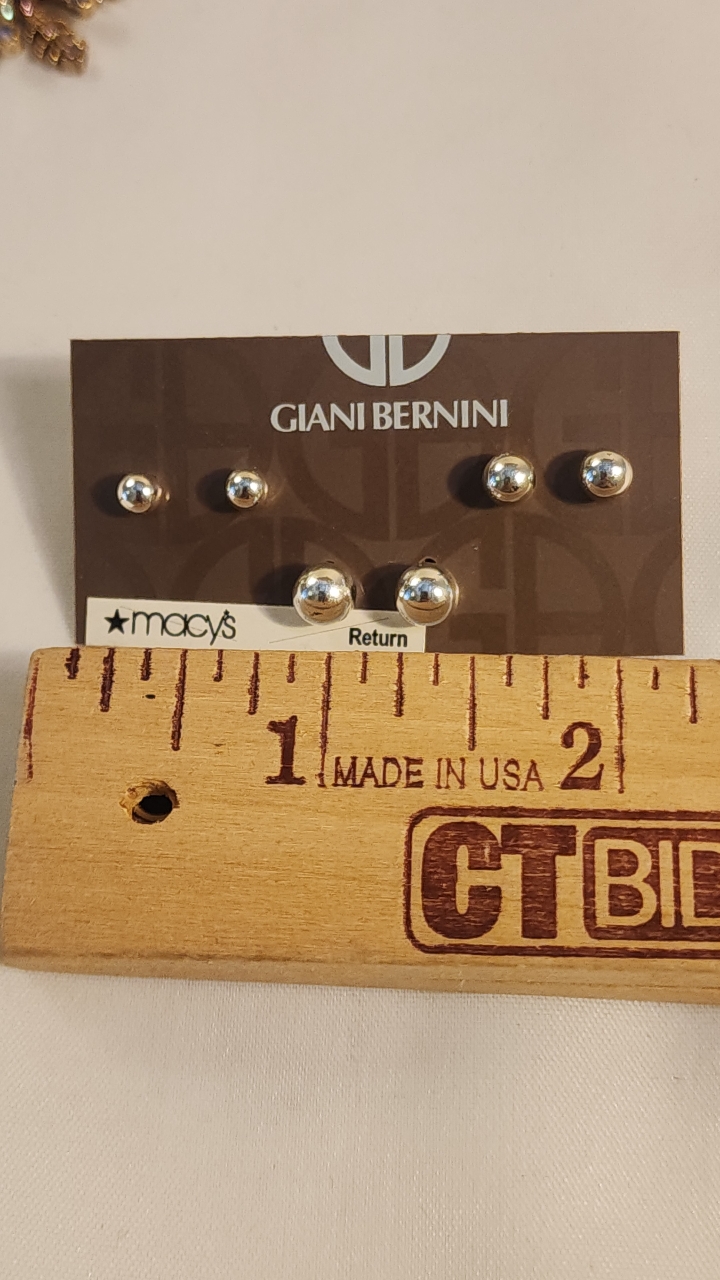 GIANI BERNINI
★macy's
Return
1 MADE IN USA 2
CT